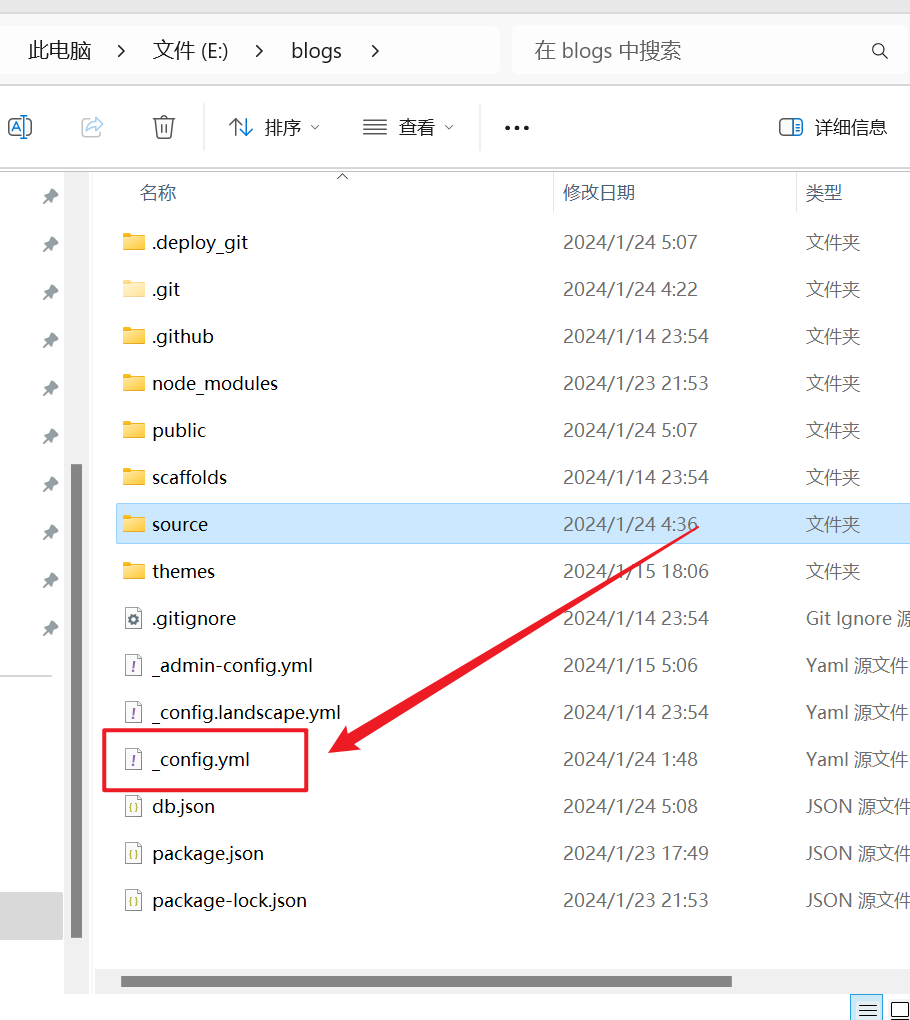 此电脑 > 文件 (E:) > blogs > 在 blogs 中搜索
A 排序 查看 ••• 详细信息
名称 修改日期 类型
.deploy_git 2024/1/24 5:07 文件夹
.git 2024/1/24 4:22 文件夹
.github 2024/1/14 23:54 文件夹
node_modules 2024/1/23 21:53 文件夹
public 2024/1/24 5:07 文件夹
scaffolds 2024/1/14 23:54 文件夹
source 2024/1/24 4:36 文件夹
themes 2024/1/15 18:06 文件夹
.gitignore 2024/1/14 23:54 Git Ignore 源
_admin-config.yml 2024/1/15 5:06 Yaml 源文件
_config.landscape.yml 2024/1/14 23:54 Yaml 源文件
_config.yml 2024/1/24 1:48 Yaml 源文件
db.json 2024/1/24 5:08 JSON 源文件
package.json 2024/1/23 17:49 JSON 源文件
package-lock.json 2024/1/23 21:53 JSON 源文件